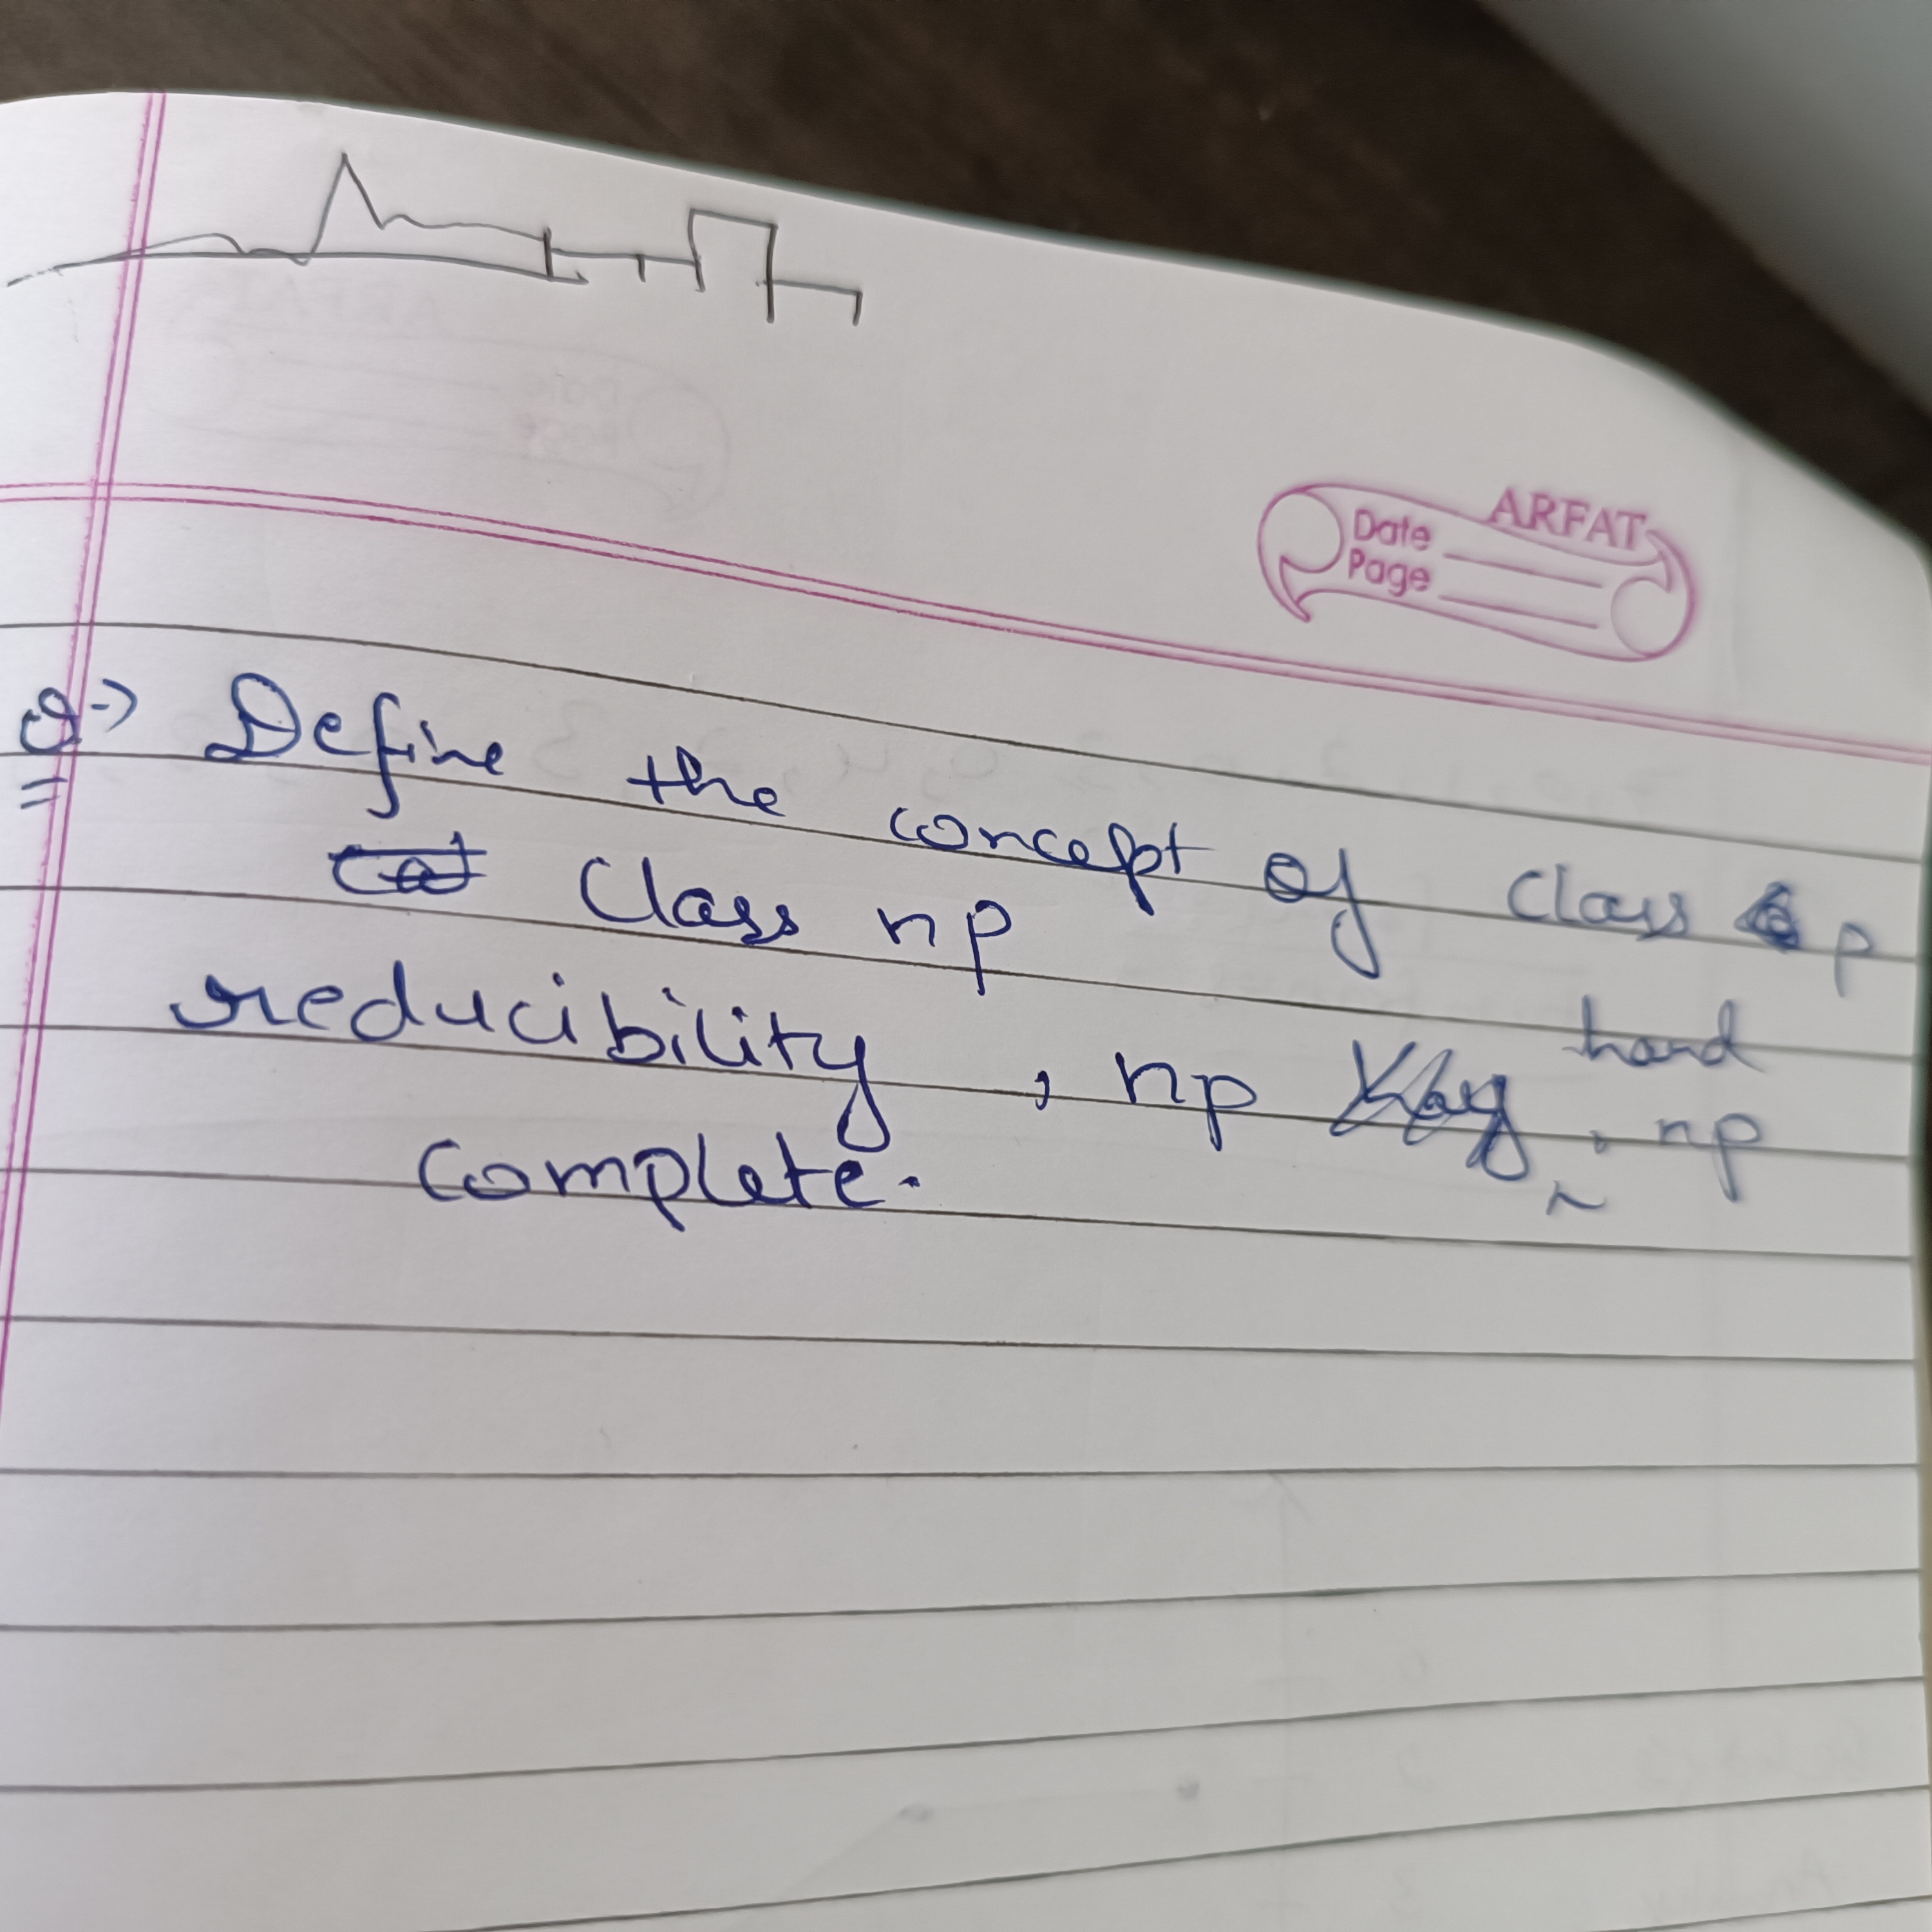 ARFAT
Date
Page
Q→ Define the concept of class p
Class np
reducibility, np hard, np
complete.